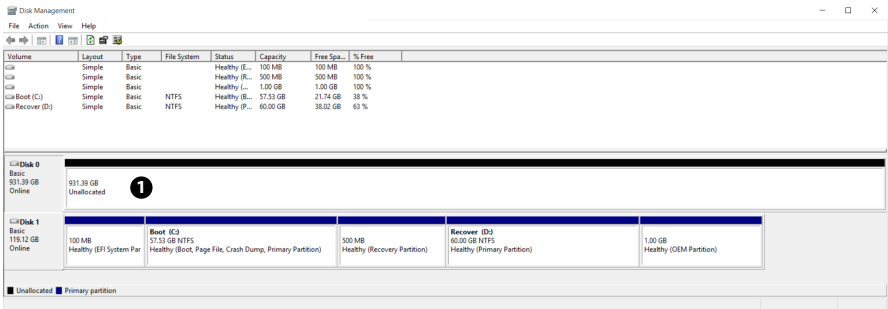 Disk Management
File Action View Help
Volume Layout Type File System Status Capacity Free Spa... % Free
Simple Basic Healthy (E... 100 MB 100 MB 100 %
Simple Basic Healthy (R... 500 MB 500 MB 100 %
Simple Basic Healthy (... 1.00 GB 1.00 GB 100 %
Boot (C:) Simple Basic NTFS Healthy (B... 57.53 GB 21.74 GB 38 %
Recover (D:) Simple Basic NTFS Healthy (P... 60.00 GB 38.02 GB 63 %
Disk 0
Basic
931.39 GB
Online
931.39 GB
Unallocated
1
Disk 1
Basic
119.12 GB
Online
100 MB
Healthy (EFI System Par
Boot (C:)
57.53 GB NTFS
Healthy (Boot, Page File, Crash Dump, Primary Partition)
500 MB
Healthy (Recovery Partition)
Recover (D:)
60.00 GB NTFS
Healthy (Primary Partition)
1.00 GB
Healthy (OEM Partition)
Unallocated Primary partition